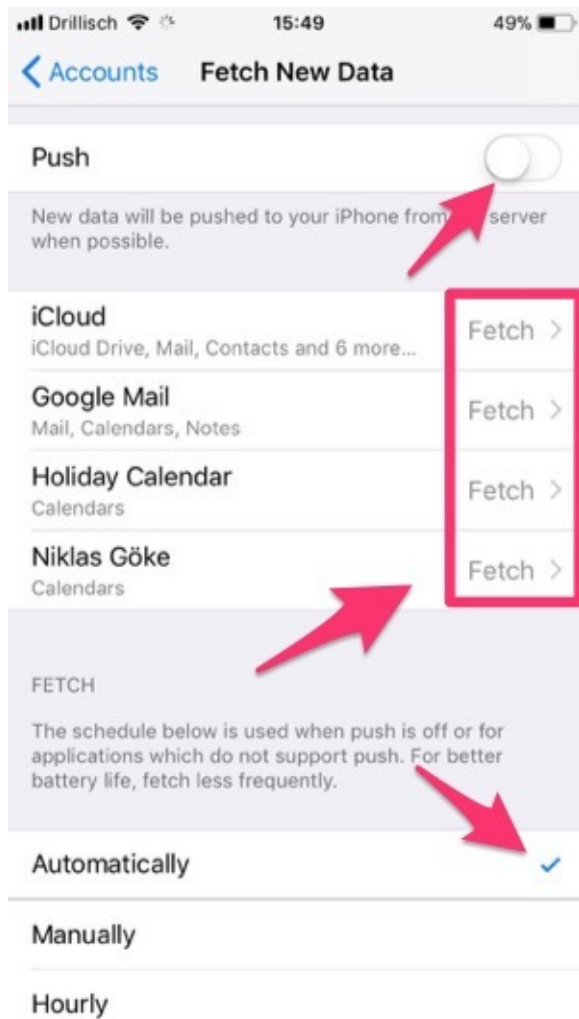 Drillisch 15:49 49%
Accounts Fetch New Data
Push
New data will be pushed to your iPhone from server
when possible.
iCloud Fetch
iCloud Drive, Mail, Contacts and 6 more...
Google Mail Fetch
Mail, Calendars, Notes
Holiday Calendar Fetch
Calendars
Niklas Göke Fetch
Calendars
FETCH
The schedule below is used when push is off or for
applications which do not support push. For better
battery life, fetch less frequently.
Automatically
Manually
Hourly